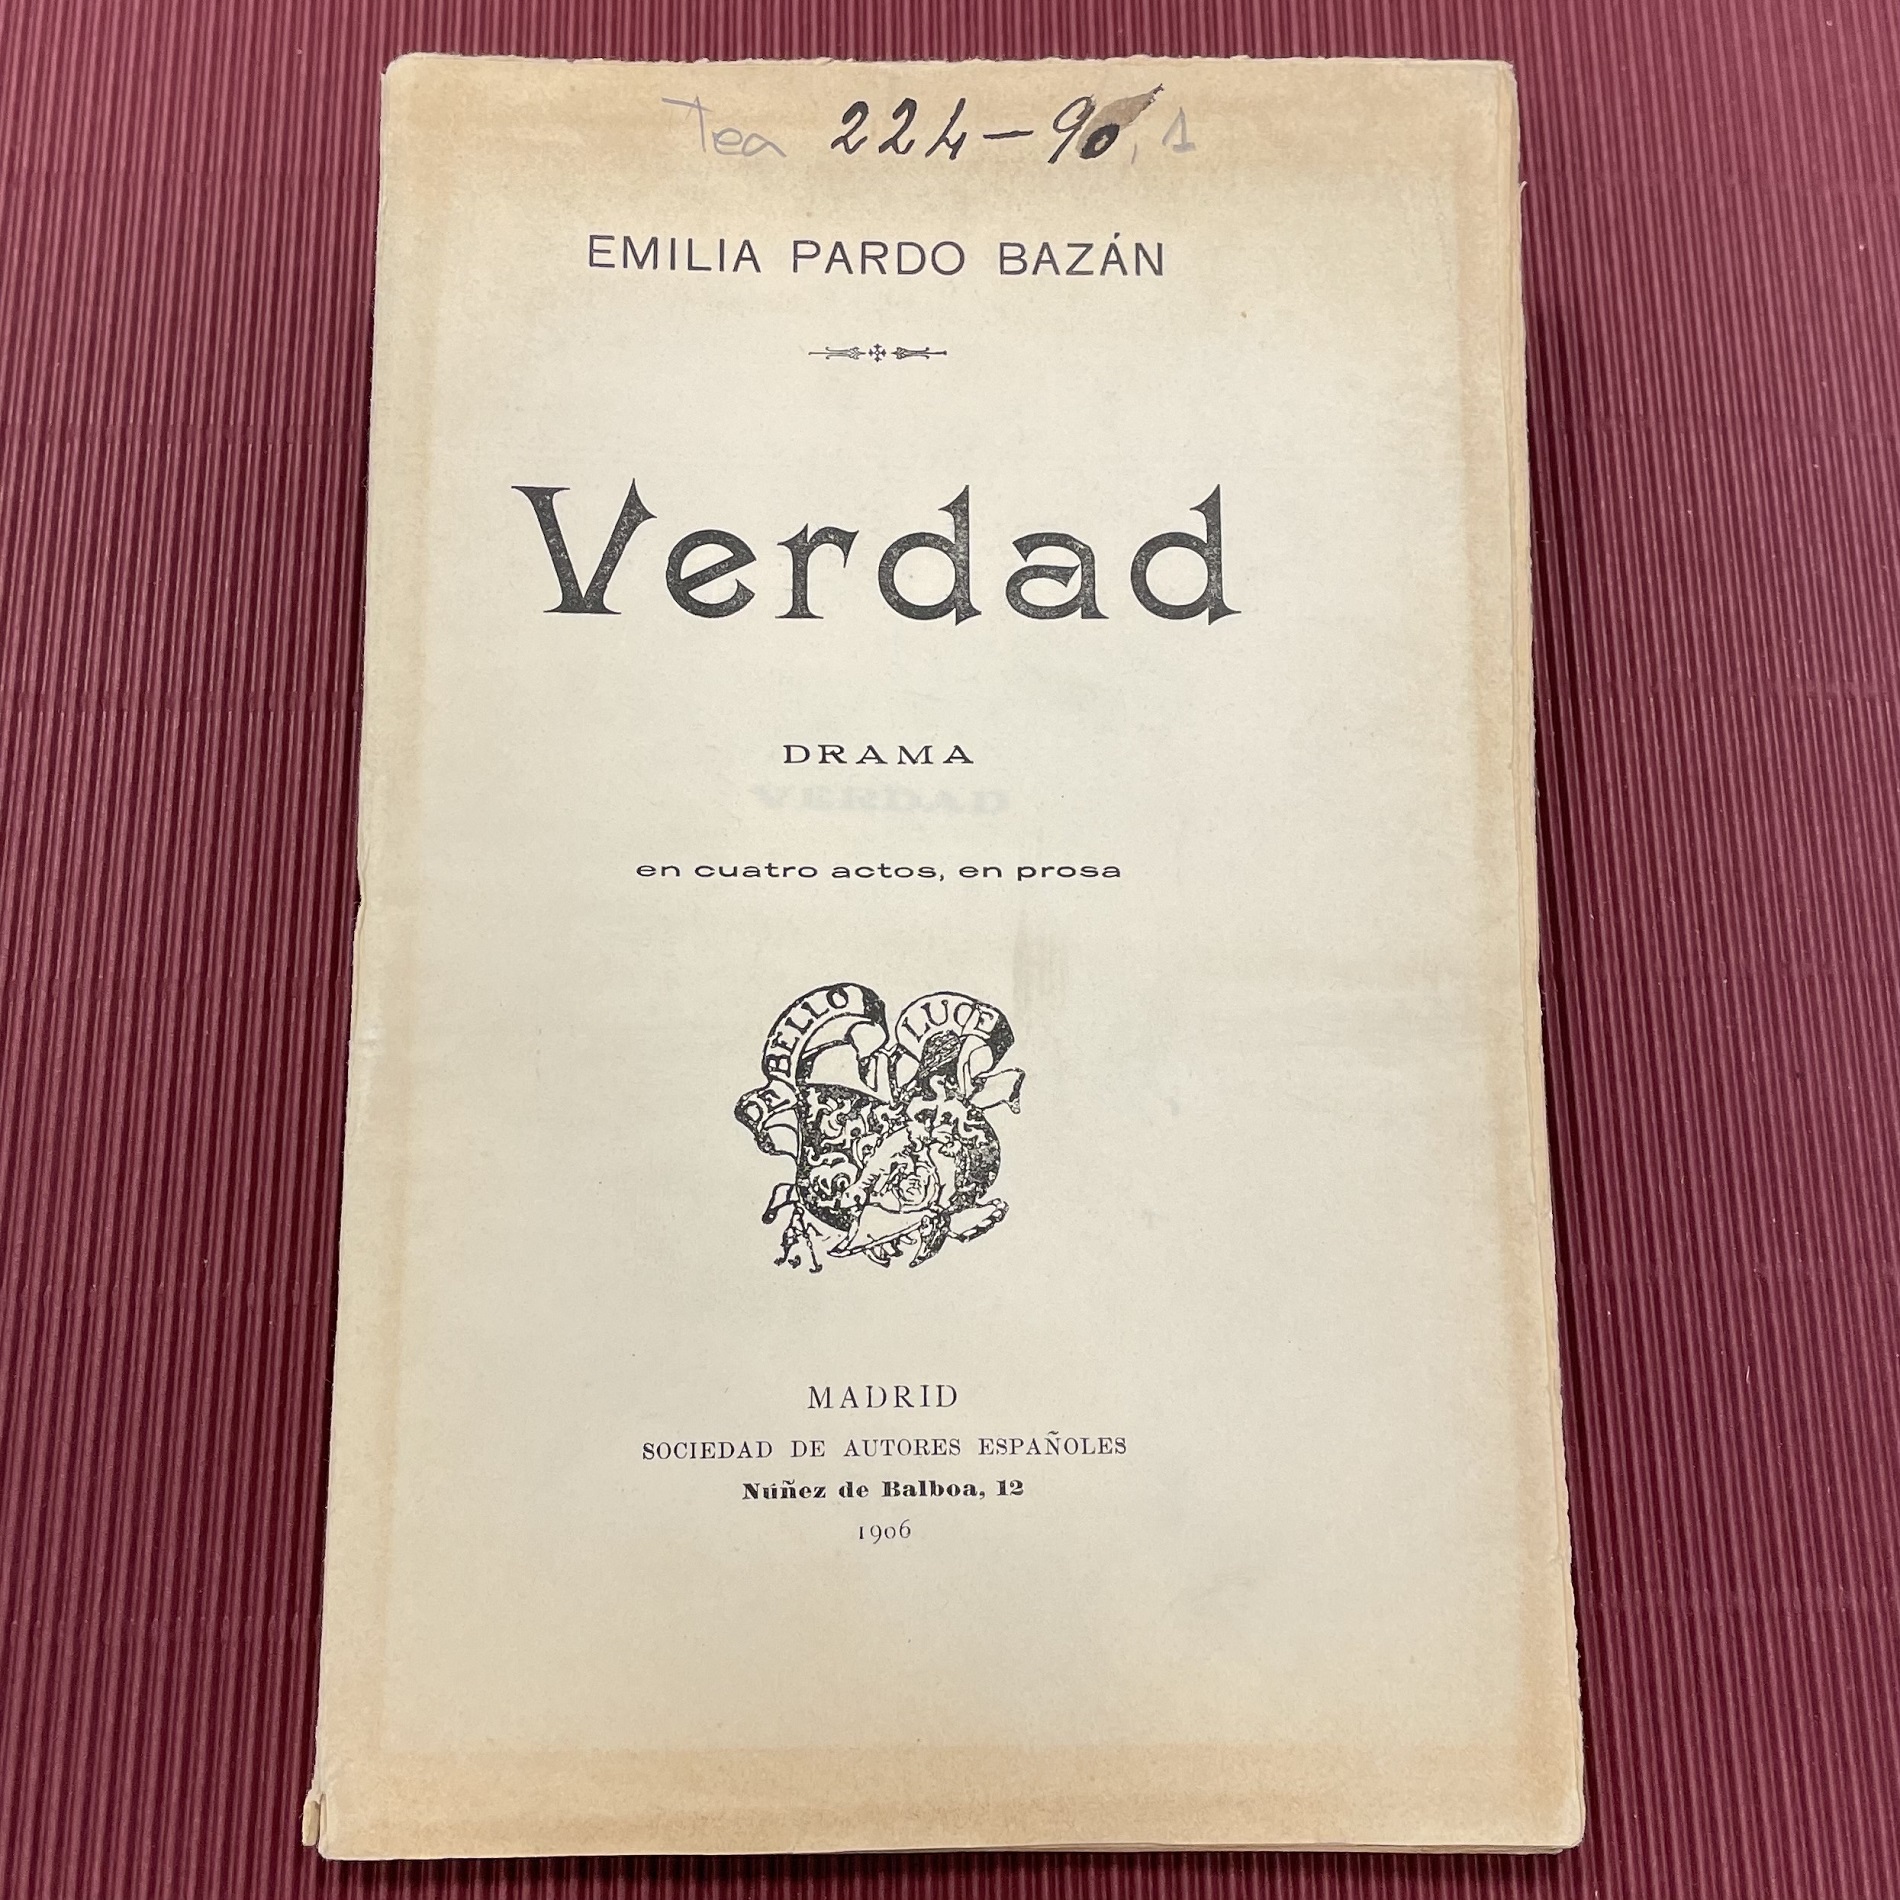 Tea 224-90, 1
EMILIA PARDO BAZÁN
Verdad
DRAMA
VERDAD
en cuatro actos, en prosa
DE BELLO LUCE
MADRID
SOCIEDAD DE AUTORES ESPAÑOLES
Núñez de Balboa, 12
1906